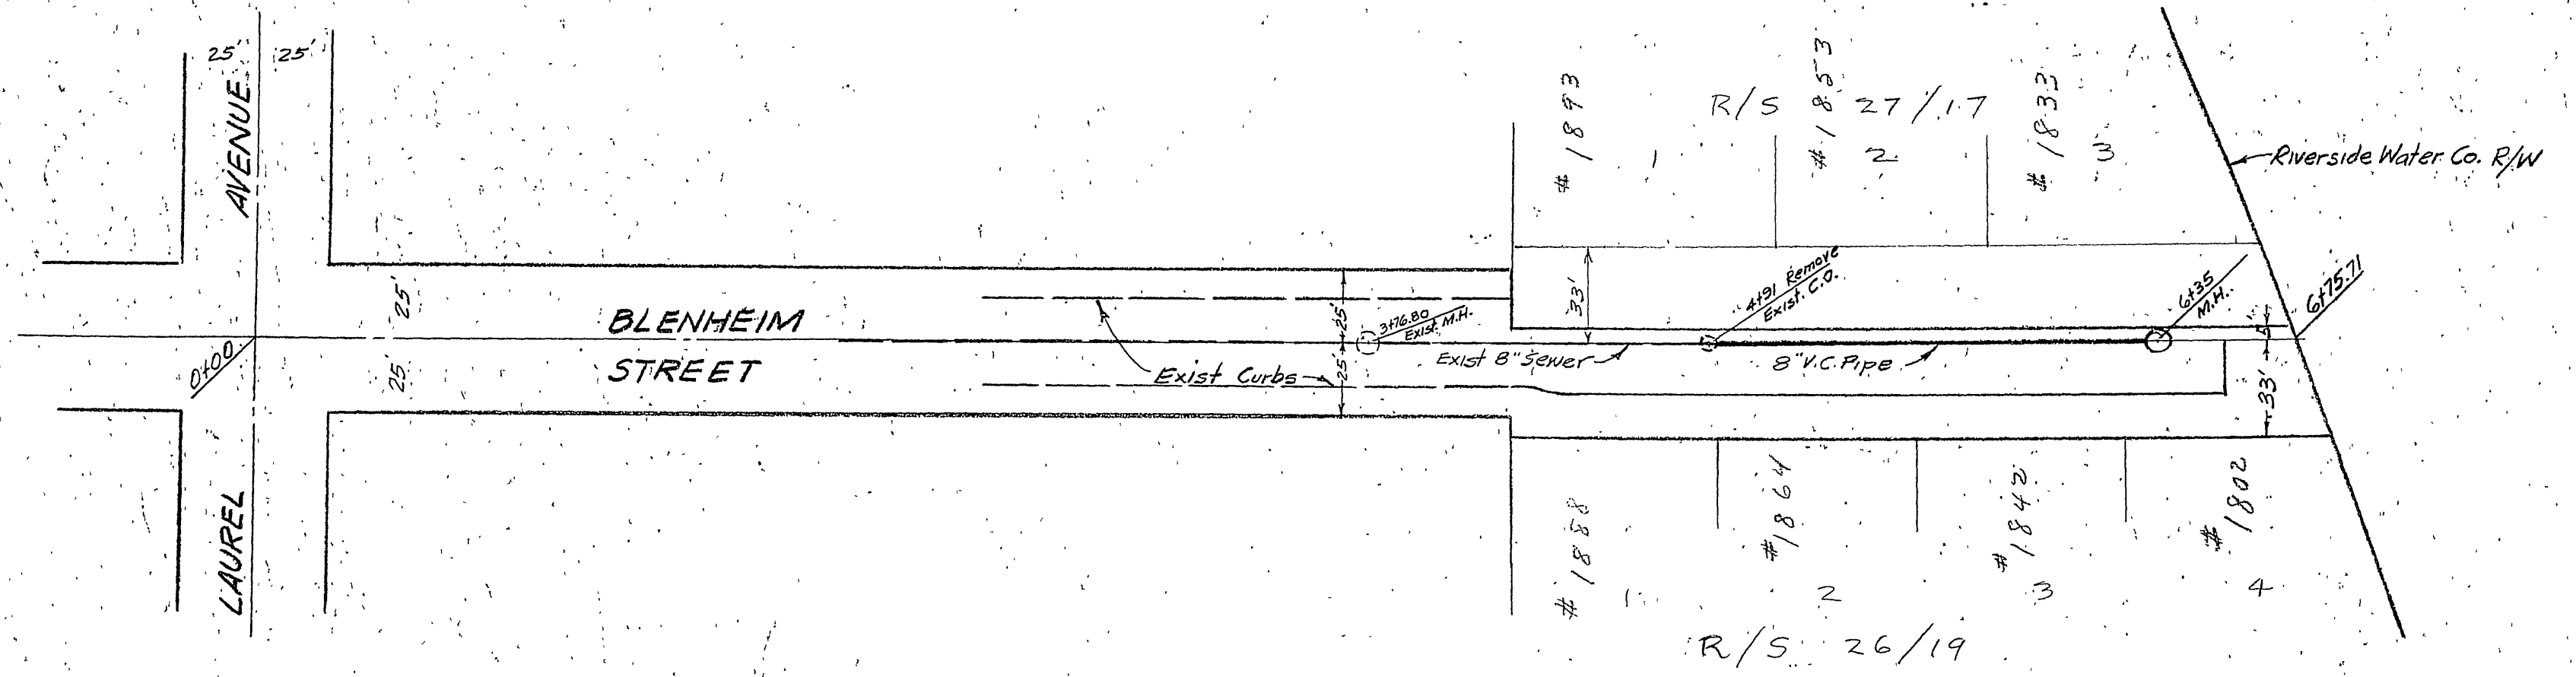 25' 25'
AVENUE
LAUREL
0+00
25'
25'
BLENHEIM
STREET
Exist Curbs
25'
25'
3+76.80
Exist. M.H.
Exist 8" Sewer
33'
4+91 Remove
Exist. C.O.
8" V.C. Pipe
6+35
M.H.
6+75.71
5'
33'
Riverside Water Co. R/W
R/S 27/17
# 1893
1
# 1853
2
# 1833
3
# 1888
1
# 1864
2
# 1842
3
# 1802
4
R/S 26/19